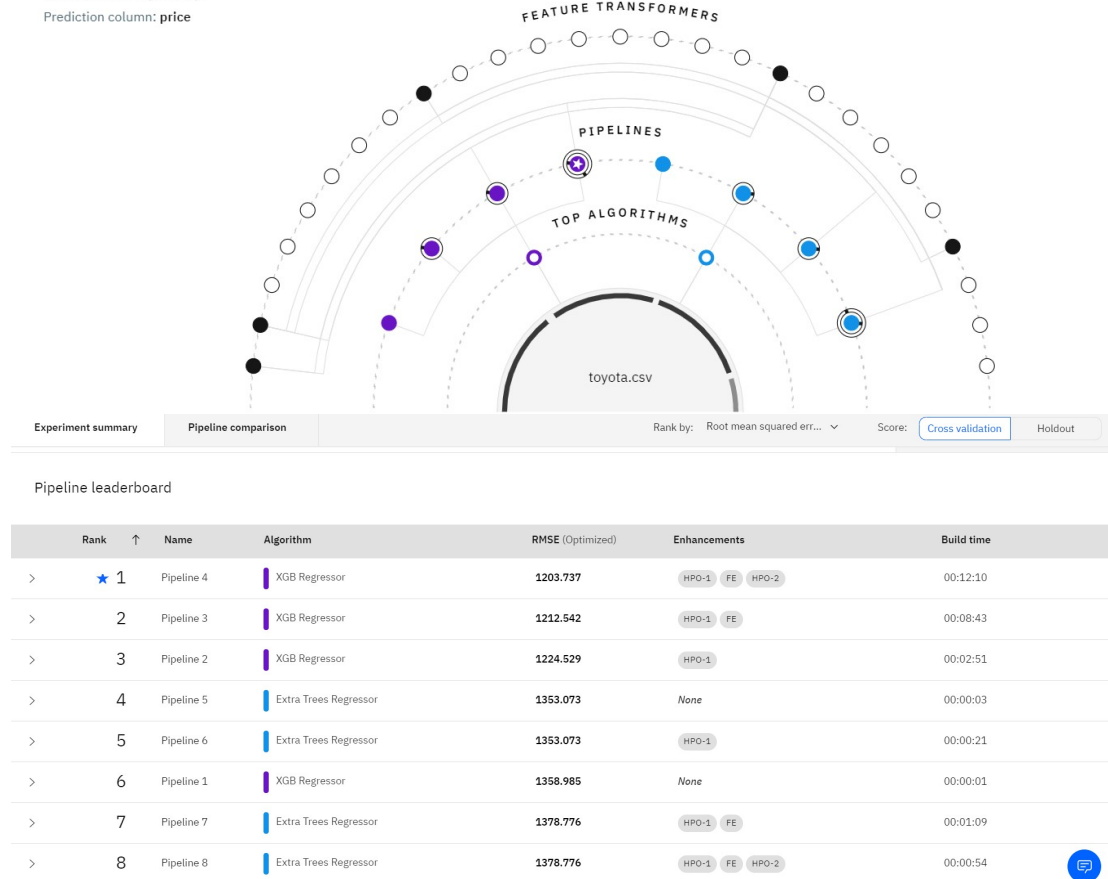 Prediction column: price
FEATURE TRANSFORMERS
PIPELINES
TOP ALGORITHMS
toyota.csv
Experiment summary Pipeline comparison Rank by: Root mean squared err... Score: Cross validation Holdout
Pipeline leaderboard
Rank ↑ Name Algorithm RMSE (Optimized) Enhancements Build time
★ 1 Pipeline 4 XGB Regressor 1203.737 HPO-1 FE HPO-2 00:12:10
2 Pipeline 3 XGB Regressor 1212.542 HPO-1 FE 00:08:43
3 Pipeline 2 XGB Regressor 1224.529 HPO-1 00:02:51
4 Pipeline 5 Extra Trees Regressor 1353.073 None 00:00:03
5 Pipeline 6 Extra Trees Regressor 1353.073 HPO-1 00:00:21
6 Pipeline 1 XGB Regressor 1358.985 None 00:00:01
7 Pipeline 7 Extra Trees Regressor 1378.776 HPO-1 FE 00:01:09
8 Pipeline 8 Extra Trees Regressor 1378.776 HPO-1 FE HPO-2 00:00:54